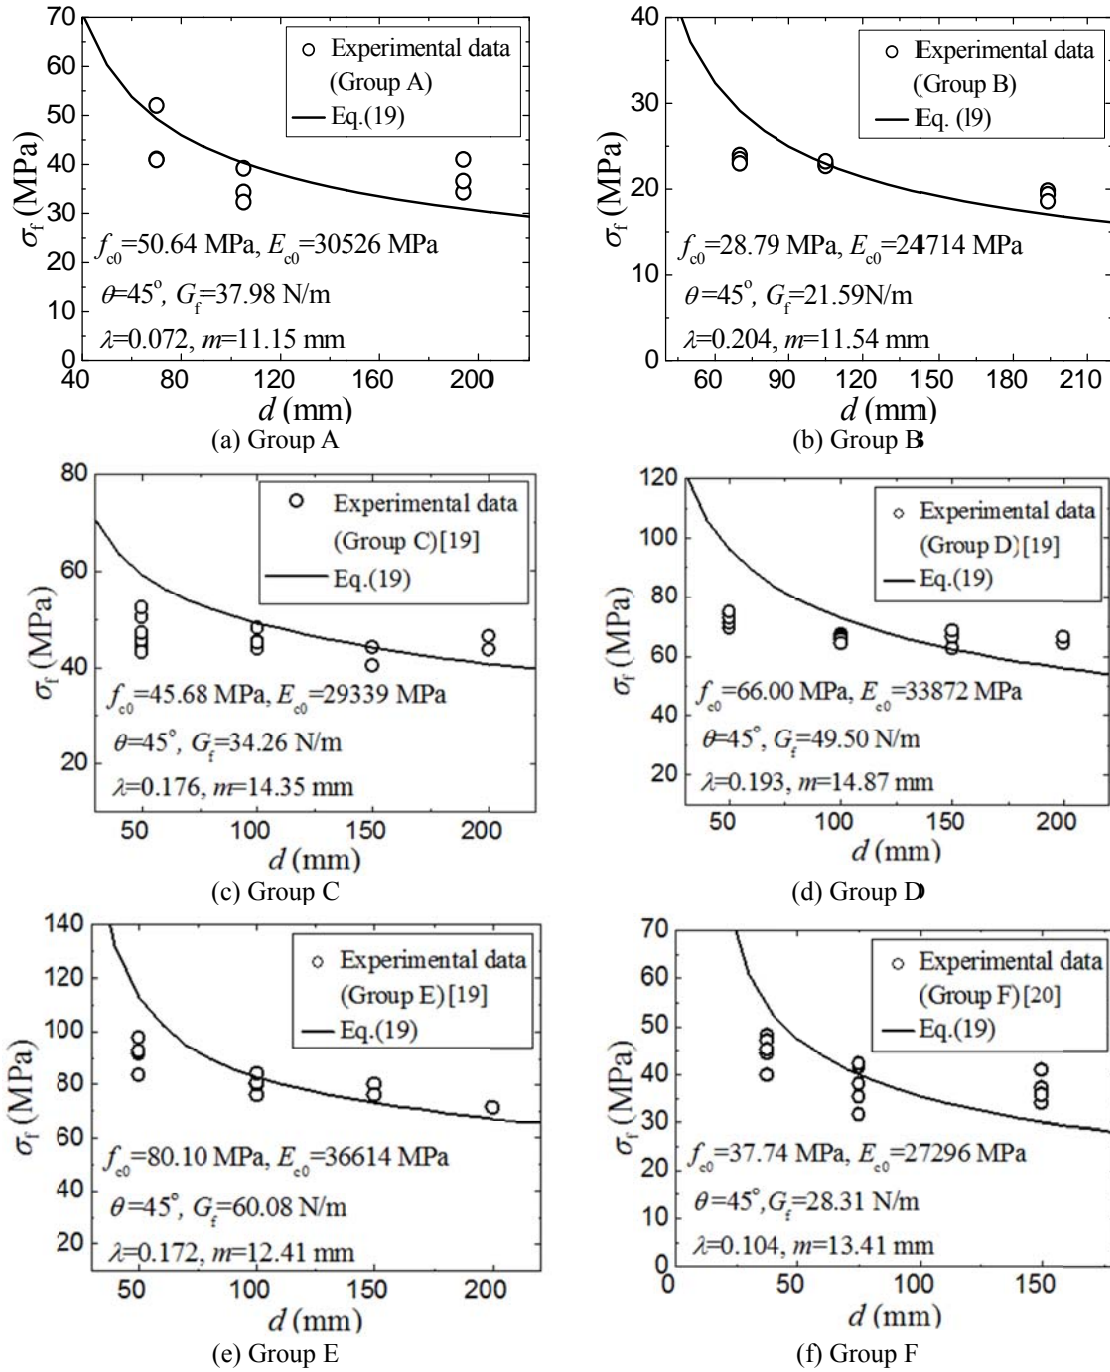 70
60
50
40
30
20
10
0
σf (MPa)
Experimental data
(Group A)
Eq.(19)
fc0=50.64 MPa, Ec0=30526 MPa
θ=45°, Gf=37.98 N/m
λ=0.072, m=11.15 mm
40 80 120 160 200
d (mm)
(a) Group A
40
30
20
10
0
σf (MPa)
Experimental data
(Group B)
Eq. (19)
fc0=28.79 MPa, Ec0=24714 MPa
θ=45°, Gf=21.59N/m
λ=0.204, m=11.54 mm
60 90 120 150 180 210
d (mm)
(b) Group B
80
60
40
20
σf (MPa)
Experimental data
(Group C)[19]
Eq.(19)
fc0=45.68 MPa, Ec0=29339 MPa
θ=45°, Gf=34.26 N/m
λ=0.176, m=14.35 mm
50 100 150 200
d (mm)
(c) Group C
120
100
80
60
40
20
σf (MPa)
Experimental data
(Group D)[19]
Eq.(19)
fc0=66.00 MPa, Ec0=33872 MPa
θ=45°, Gf=49.50 N/m
λ=0.193, m=14.87 mm
50 100 150 200
d (mm)
(d) Group D
140
120
100
80
60
40
20
σf (MPa)
Experimental data
(Group E)[19]
Eq.(19)
fc0=80.10 MPa, Ec0=36614 MPa
θ=45°, Gf=60.08 N/m
λ=0.172, m=12.41 mm
50 100 150 200
d (mm)
(e) Group E
70
60
50
40
30
20
10
0
σf (MPa)
Experimental data
(Group F)[20]
Eq.(19)
fc0=37.74 MPa, Ec0=27296 MPa
θ=45°,Gf=28.31 N/m
λ=0.104, m=13.41 mm
0 50 100 150
d (mm)
(f) Group F